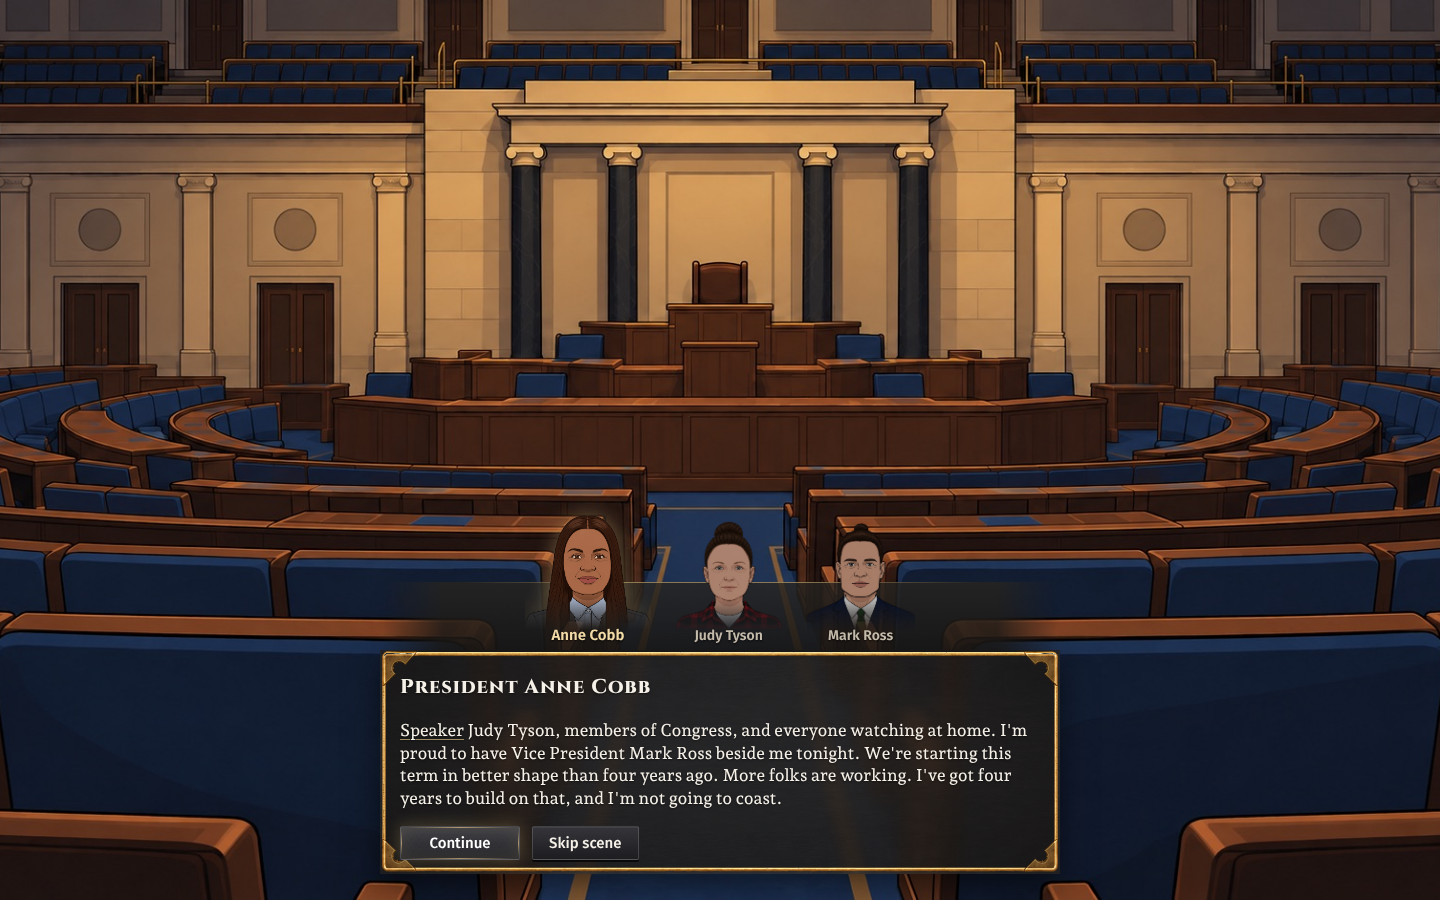 Anne Cobb
Judy Tyson
Mark Ross
President Anne Cobb
Speaker Judy Tyson, members of Congress, and everyone watching at home. I'm
proud to have Vice President Mark Ross beside me tonight. We're starting this
term in better shape than four years ago. More folks are working. I've got four
years to build on that, and I'm not going to coast.
Continue
Skip scene